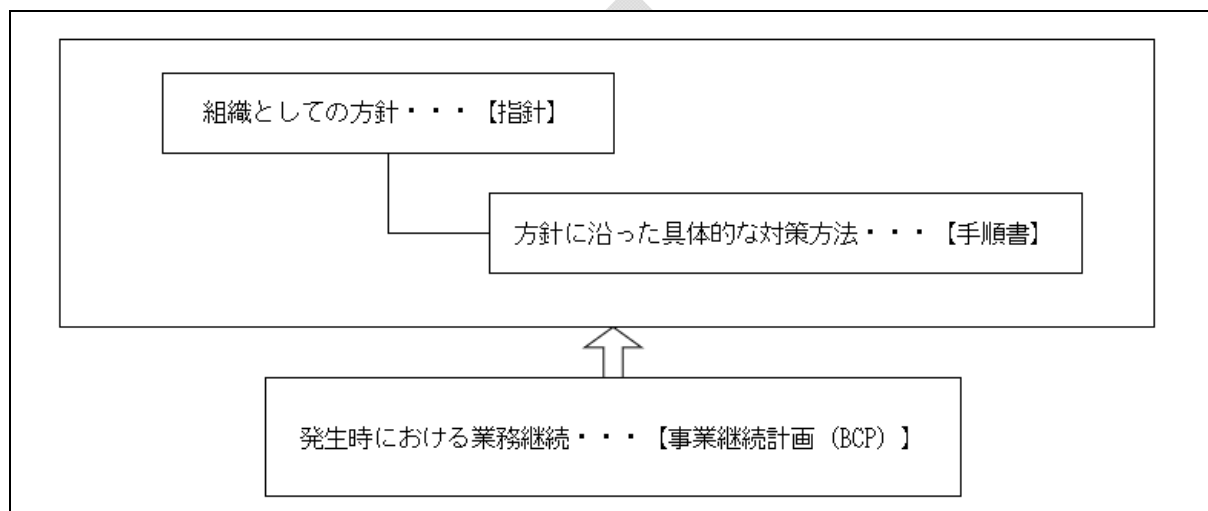 組織としての方針・・・【指針】
方針に沿った具体的な対策方法・・・【手順書】
発生時における業務継続・・・【事業継続計画（BCP）】